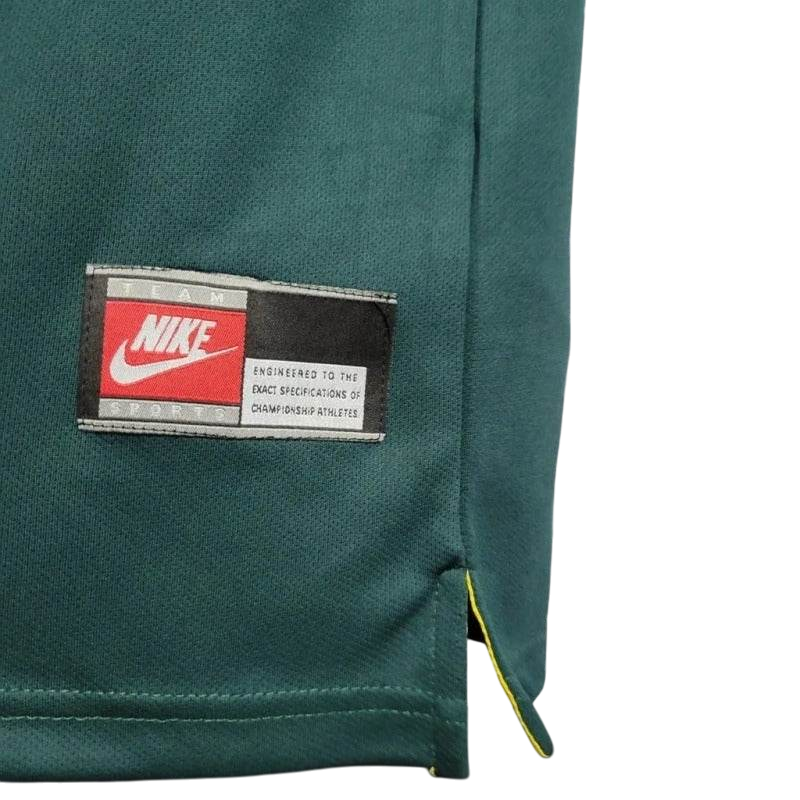 TEAM
NIKE
SPORTS
ENGINEERED TO THE
EXACT SPECIFICATIONS OF
CHAMPIONSHIP ATHLETES